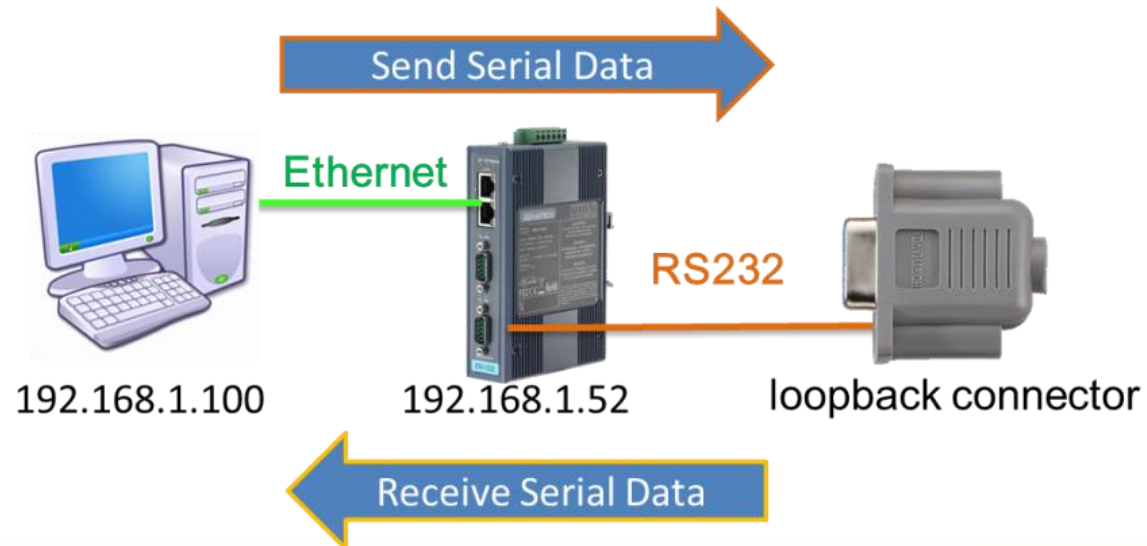 Send Serial Data
Ethernet
RS232
192.168.1.100
192.168.1.52
loopback connector
Receive Serial Data